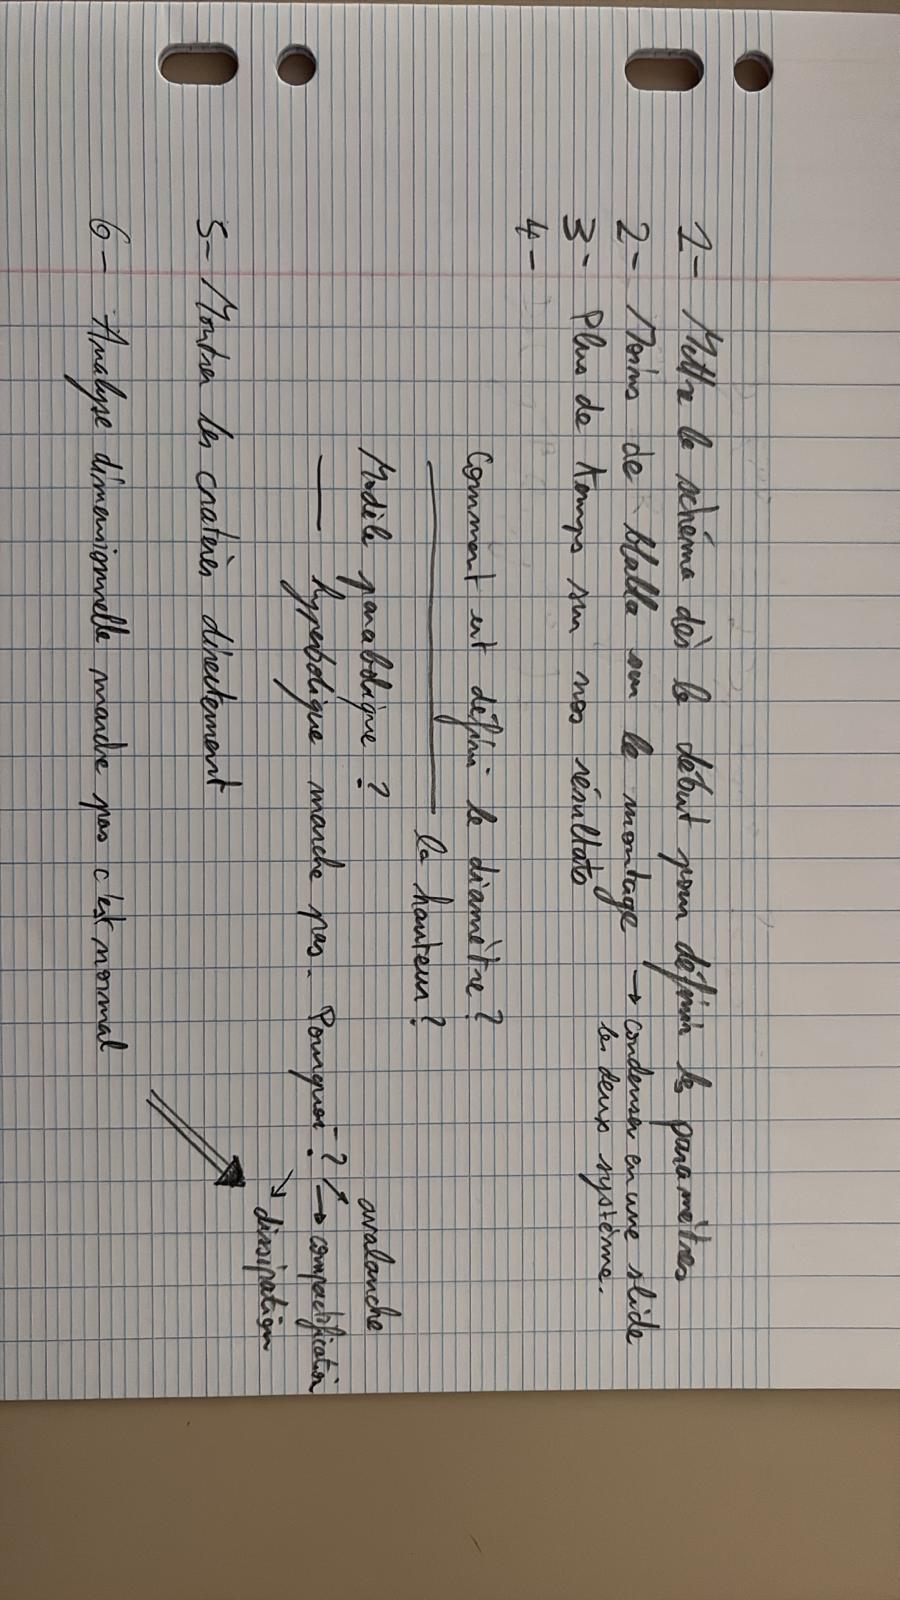 1- Mettre le schéma dès le début pour définir les paramètres
2- Moins de blabla sur le montage → condenser en une slide
les deux système.
3- Plus de temps sur nos résultats
4-
Comment est défini le diamètre ?
——— la hauteur ?
Modèle parabolique ?
— hyperbolique marche pas. Pourquoi ?
avalanche
→ compactification
dissipation
5- Montrer les cratères directement
6- Analyse dimensionnelle marche pas c'est normal